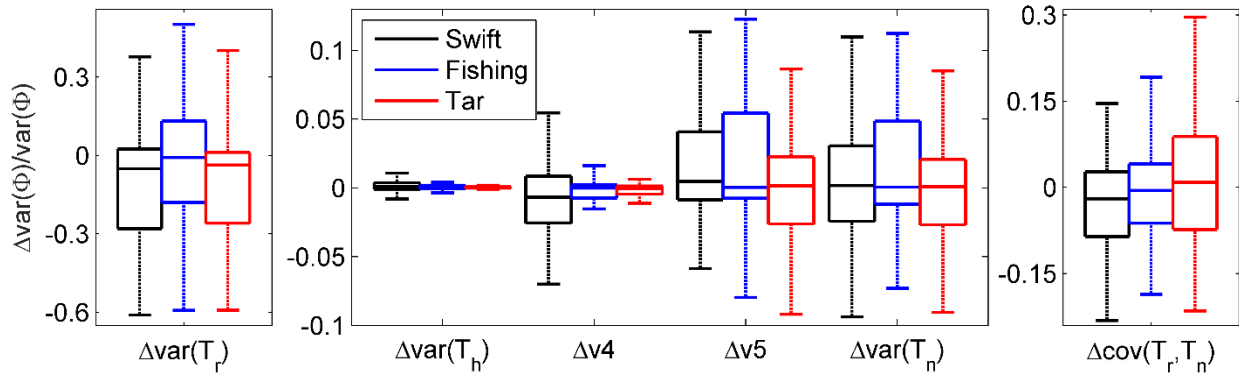 Δvar(Φ)/var(Φ)
0.3
0
-0.3
-0.6
Δvar(T_r)
0.1
0.05
0
-0.05
-0.1
Swift
Fishing
Tar
Δvar(T_h)
Δv4
Δv5
Δvar(T_n)
0.3
0.15
0
-0.15
Δcov(T_r,T_n)